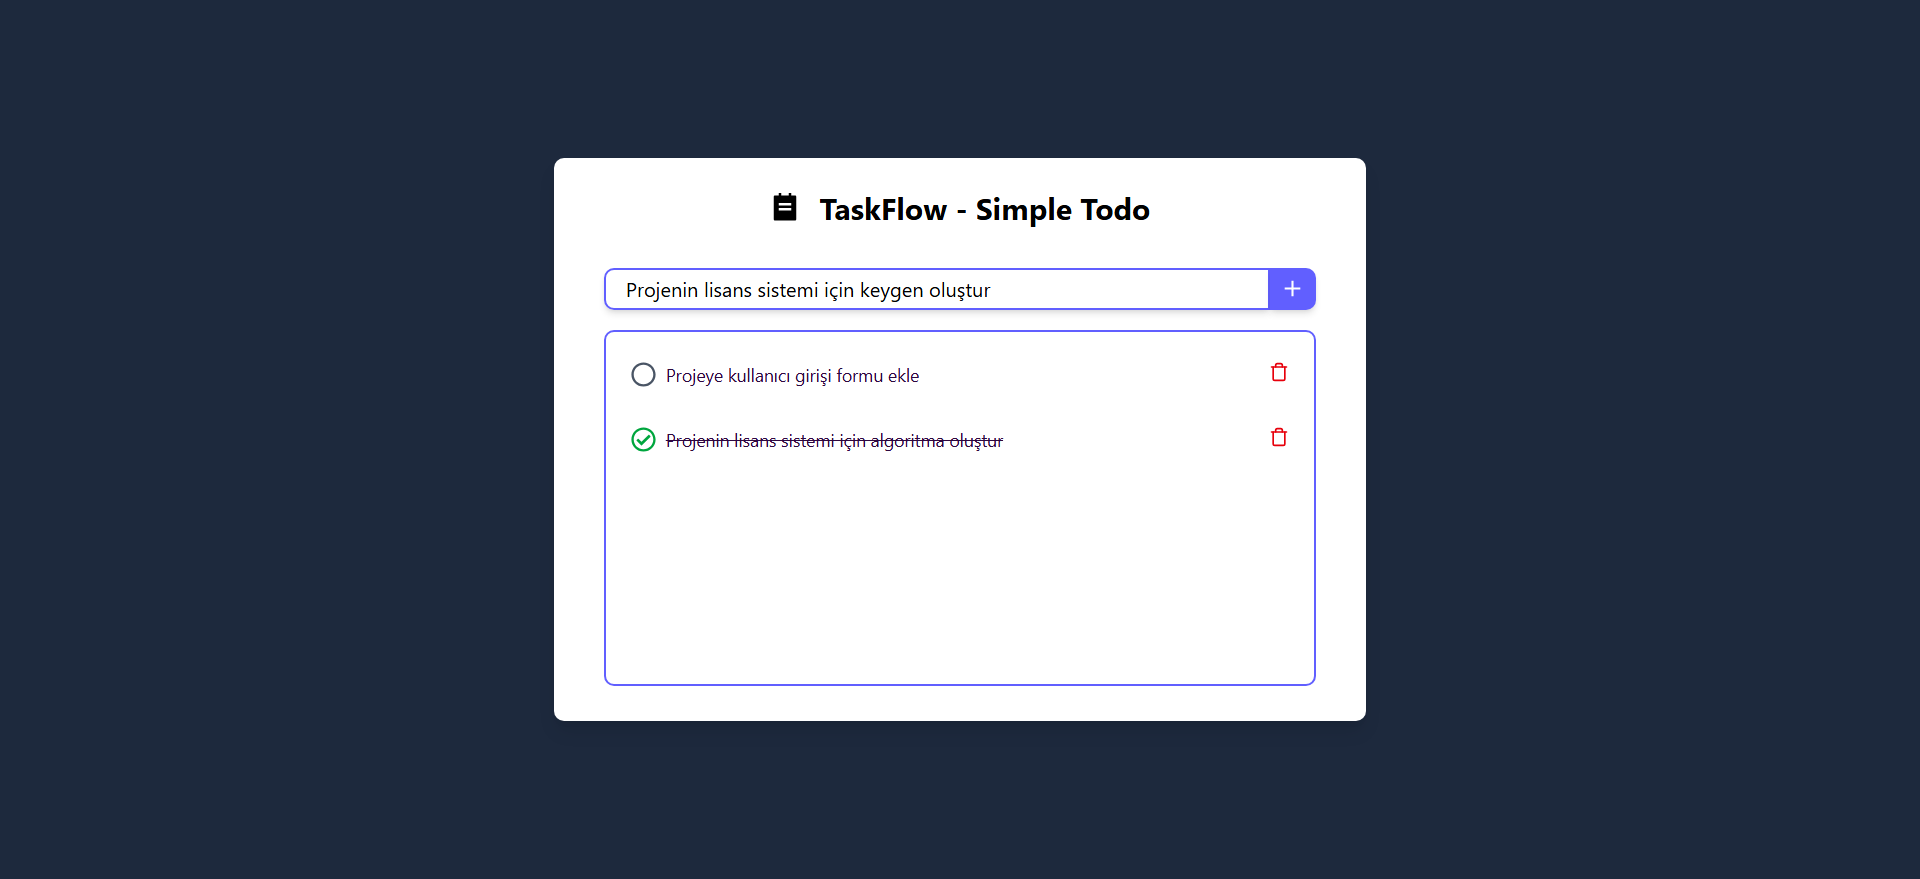 TaskFlow - Simple Todo
Projenin lisans sistemi için keygen oluştur
Projeye kullanıcı girişi formu ekle
Projenin lisans sistemi için algoritma oluştur